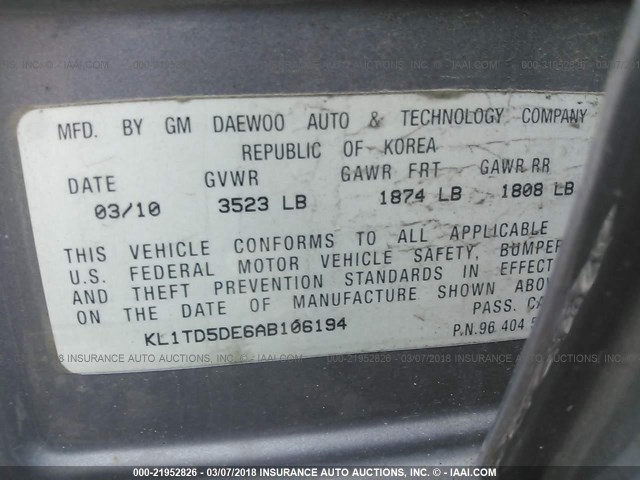 MFD. BY GM DAEWOO AUTO & TECHNOLOGY COMPANY
REPUBLIC OF KOREA
DATE GVWR GAWR FRT GAWR RR
03/10 3523 LB 1874 LB 1808 LB
THIS VEHICLE CONFORMS TO ALL APPLICABLE
U.S. FEDERAL MOTOR VEHICLE SAFETY, BUMPER
AND THEFT PREVENTION STANDARDS IN EFFECT
ON THE DATE OF MANUFACTURE SHOWN ABOV
PASS. CA
KL1TD5DE6AB106194 P.N.96 404
000-21952826 - 03/07/2018 INSURANCE AUTO AUCTIONS, INC. - © IAAI.COM